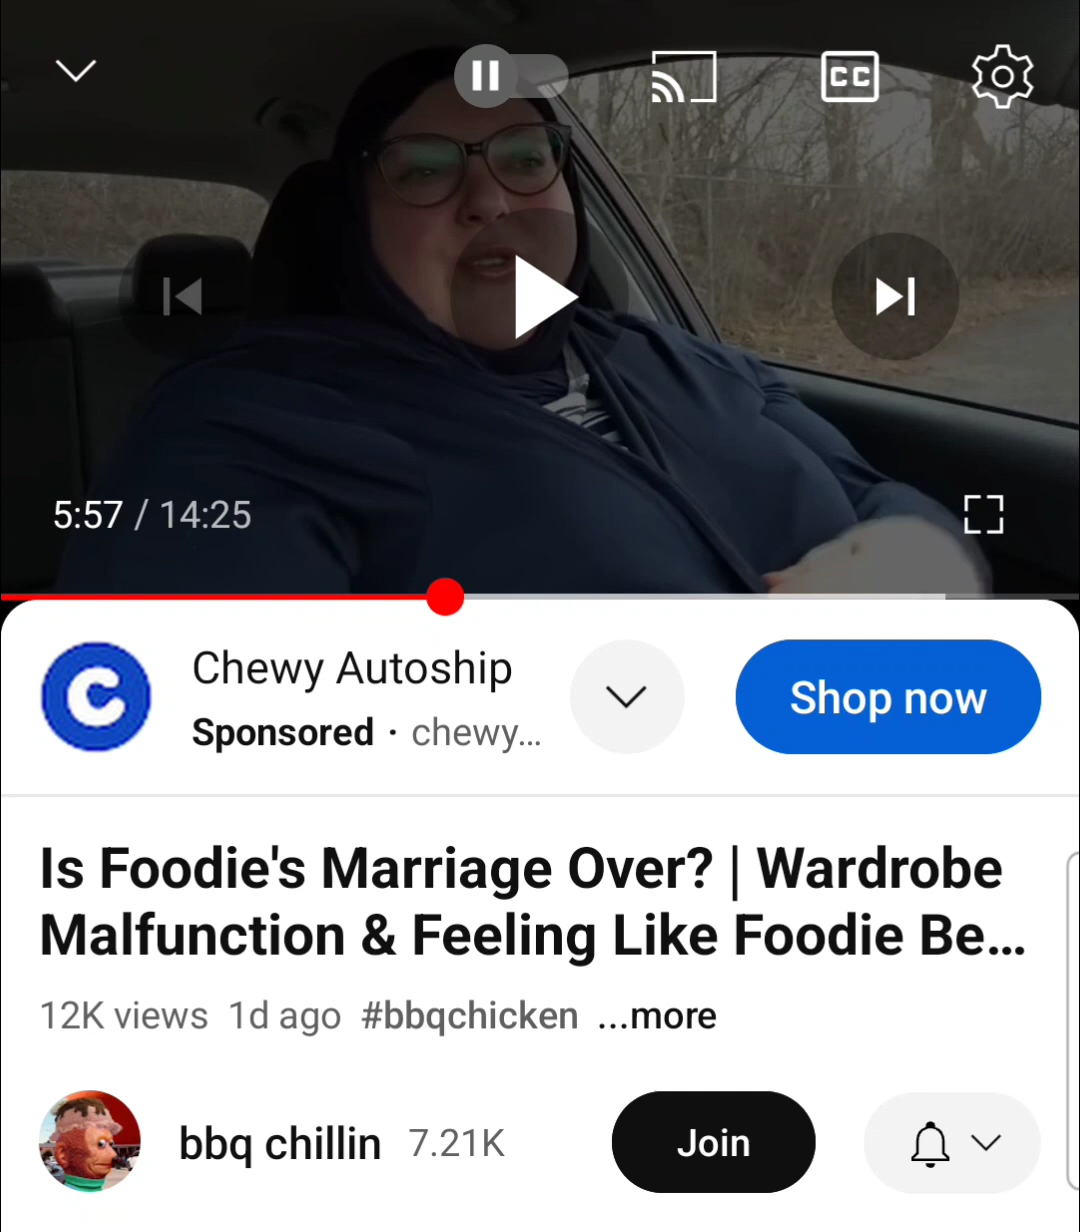 CC
5:57 / 14:25
C
Chewy Autoship
Sponsored · chewy...
Shop now
Is Foodie's Marriage Over? | Wardrobe
Malfunction & Feeling Like Foodie Be...
12K views 1d ago #bbqchicken ...more
bbq chillin 7.21K
Join